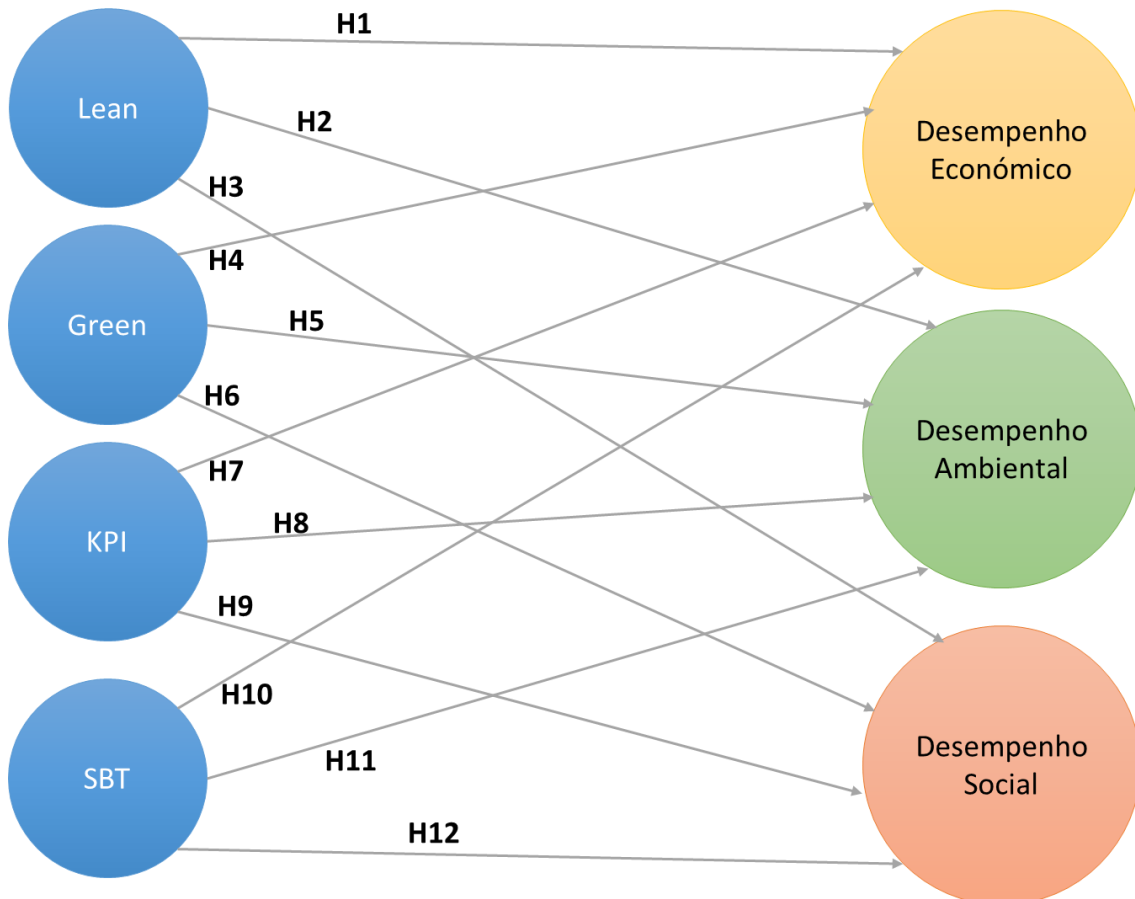 H1
Lean
H2
Desempenho
Económico
H3
H4
Green
H5
H6
Desempenho
Ambiental
H7
KPI
H8
H9
H10
Desempenho
Social
SBT
H11
H12